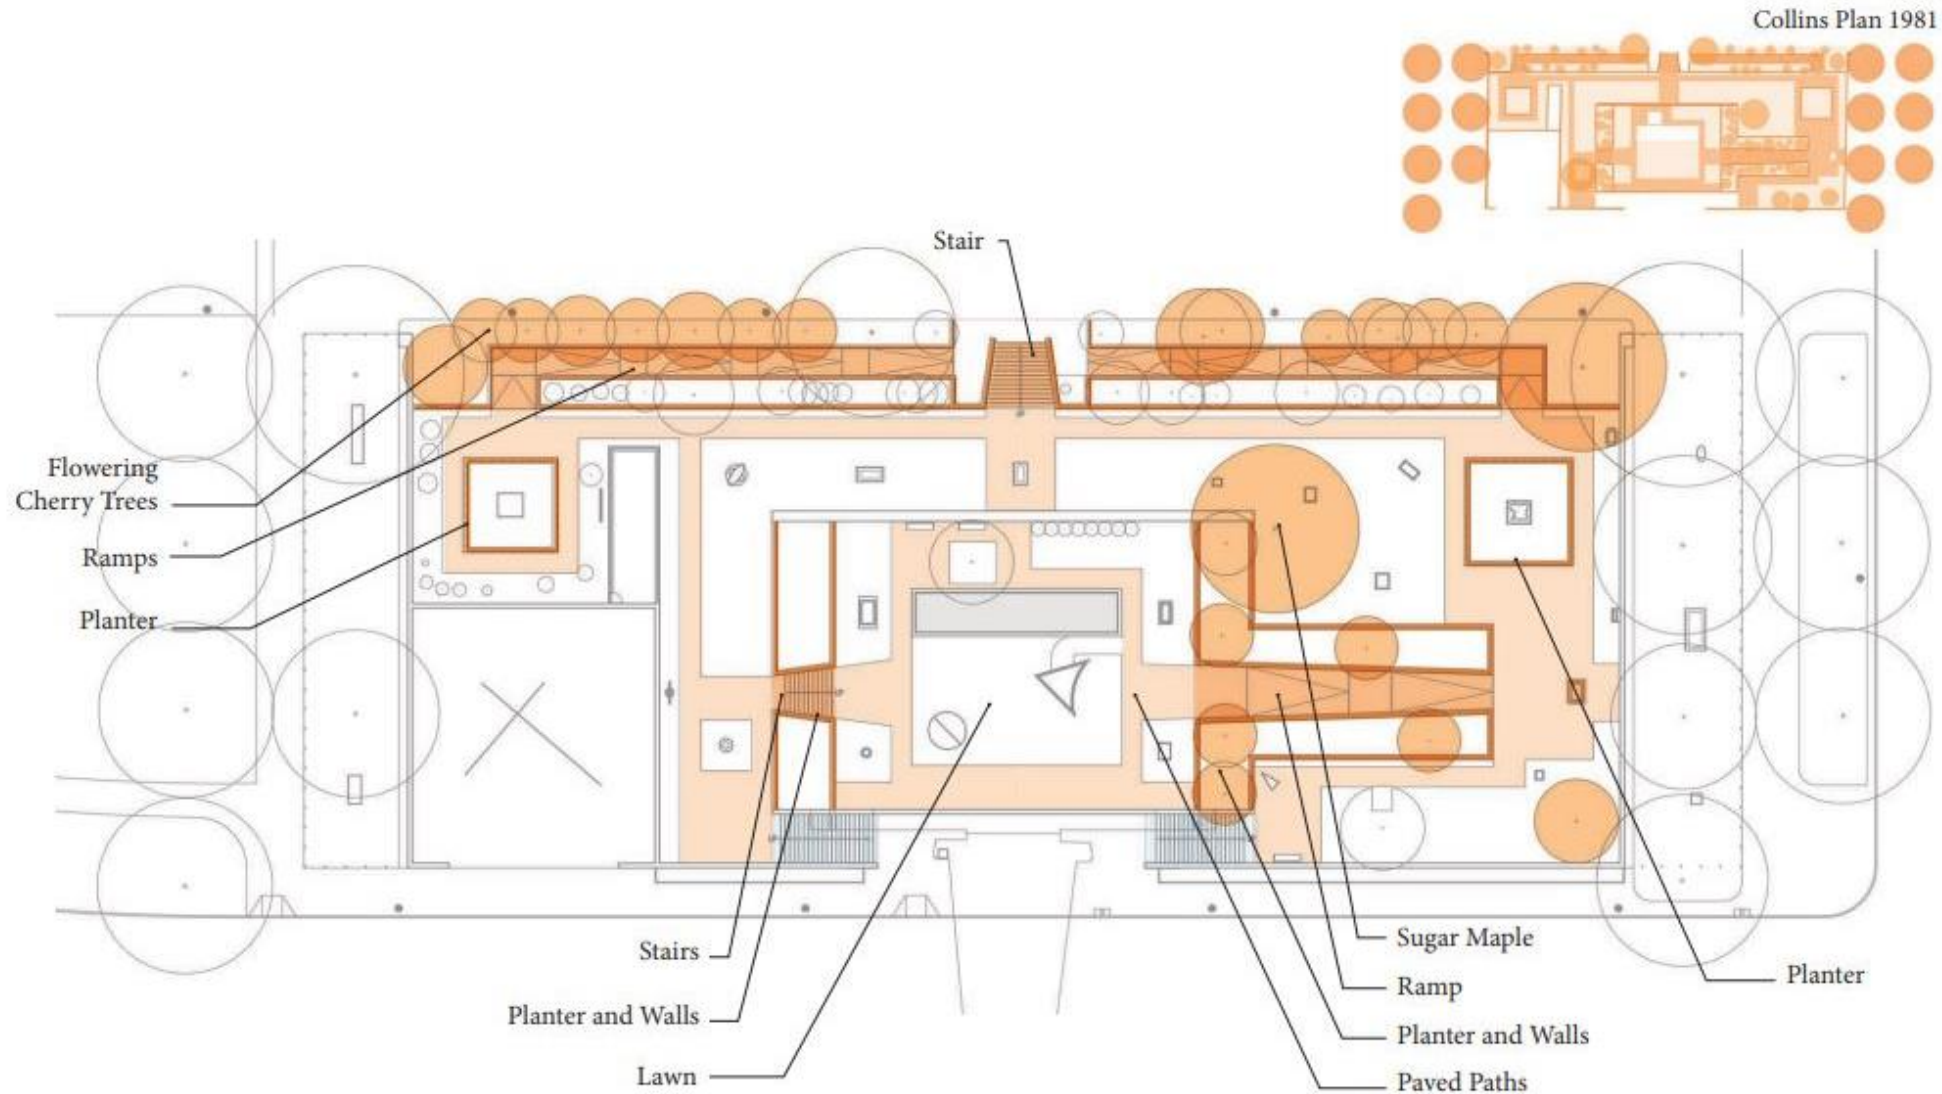 Collins Plan 1981
Stair
Flowering
Cherry Trees
Ramps
Planter
Stairs
Planter and Walls
Lawn
Sugar Maple
Ramp
Planter and Walls
Paved Paths
Planter